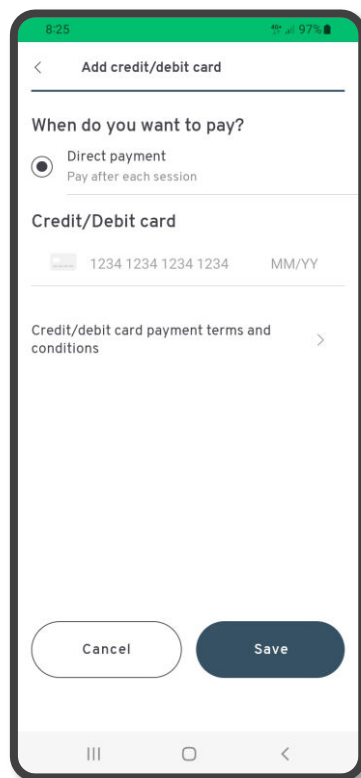 8:25
4G+ 97%
Add credit/debit card
When do you want to pay?
Direct payment
Pay after each session
Credit/Debit card
1234 1234 1234 1234 MM/YY
Credit/debit card payment terms and
conditions
Cancel Save